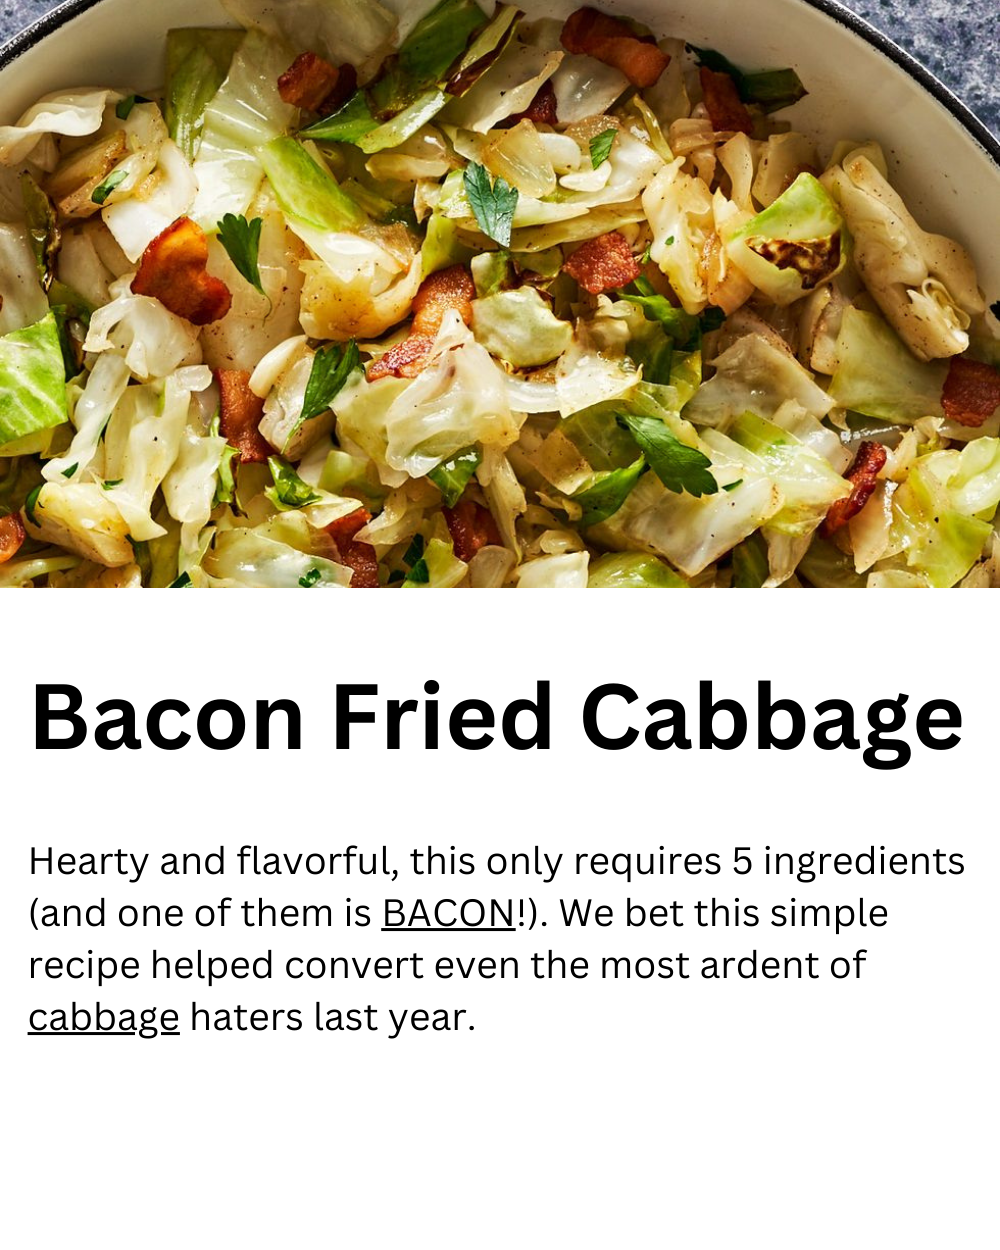 Bacon Fried Cabbage
Hearty and flavorful, this only requires 5 ingredients
(and one of them is BACON!). We bet this simple
recipe helped convert even the most ardent of
cabbage haters last year.